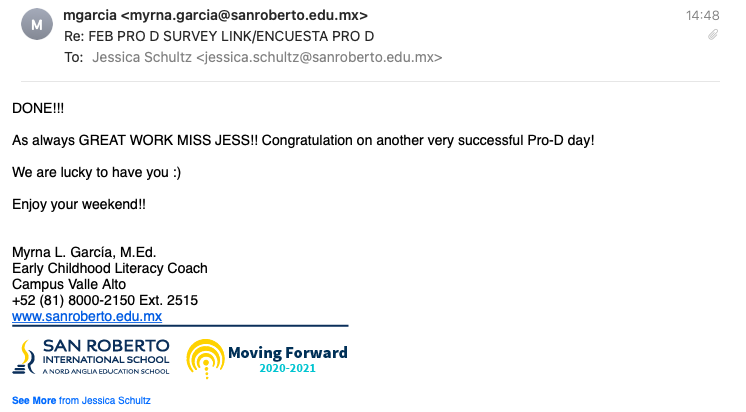 mgarcia <myrna.garcia@sanroberto.edu.mx>
14:48
M
Re: FEB PRO D SURVEY LINK/ENCUESTA PRO D
To: Jessica Schultz <jessica.schultz@sanroberto.edu.mx>
DONE!!!
As always GREAT WORK MISS JESS!! Congratulation on another very successful Pro-D day!
We are lucky to have you :)
Enjoy your weekend!!
Myrna L. García, M.Ed.
Early Childhood Literacy Coach
Campus Valle Alto
+52 (81) 8000-2150 Ext. 2515
www.sanroberto.edu.mx
SAN ROBERTO
INTERNATIONAL SCHOOL
A NORD ANGLIA EDUCATION SCHOOL
Moving Forward
2020-2021
See More from Jessica Schultz